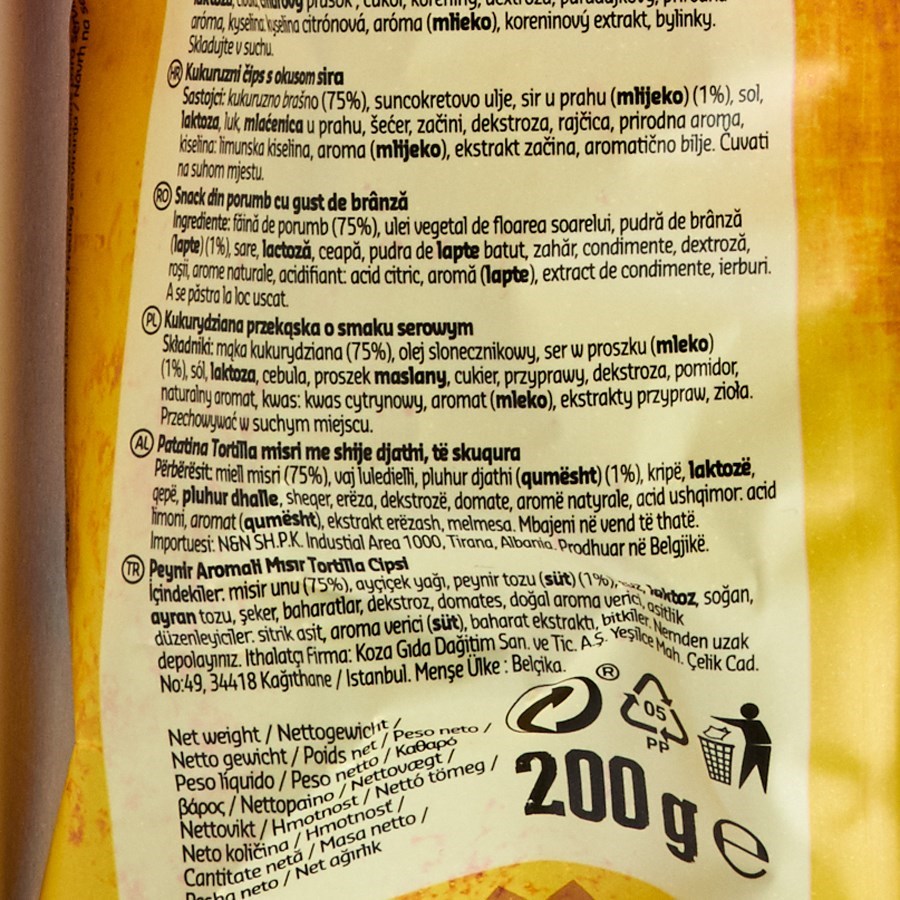 aróma, kyselina: kyselina citrónová, aróma (mlieko), koreninový extrakt, bylinky.
Skladujte v suchu.
HR Kukuruzni čips s okusom sira
Sastojci: kukuruzno brašno (75%), suncokretovo ulje, sir u prahu (mlijeko) (1%), sol,
laktoza, luk, mlaćenica u prahu, šećer, začini, dekstroza, rajčica, prirodna aroma,
kiselina: limunska kiselina, aroma (mlijeko), ekstrakt začina, aromatično bilje. Čuvati
na suhom mjestu.
RO Snack din porumb cu gust de brânză
Ingrediente: făină de porumb (75%), ulei vegetal de floarea soarelui, pudră de brânză
(lapte) (1%), sare, lactoză, ceapă, pudra de lapte batut, zahăr, condimente, dextroză,
roșii, arome naturale, acidifiant: acid citric, aromă (lapte), extract de condimente, ierburi.
A se păstra la loc uscat.
PL Kukurydziana przekąska o smaku serowym
Składniki: mąka kukurydziana (75%), olej slonecznikowy, ser w proszku (mleko)
(1%), sól, laktoza, cebula, proszek maslany, cukier, przyprawy, dekstroza, pomidor,
naturalny aromat, kwas: kwas cytrynowy, aromat (mleko), ekstrakty przypraw, zioła.
Przechowywać w suchym miejscu.
AL Patatina Tortilla misri me shije djathi, të skuqura
Përbërësit: miell misri (75%), vaj lulediellli, pluhur djathi (qumësht) (1%), kripë, laktozë,
qepë, pluhur dhalle, sheqer, erëza, dekstrozë, domate, aromë natyrale, acid ushqimor: acid
limoni, aromat (qumësht), ekstrakt erëzash, melmesa. Mbajeni në vend të thatë.
Importuesi: N&N SH.P.K. Industial Area 1000, Tirana, Albania. Prodhuar në Belgjikë.
TR Peynir Aromalı Mısır Tortilla Cipsi
İçindekiler: misir unu (75%), ayçiçek yağı, peynir tozu (süt) (1%), tuz, laktoz, soğan,
ayran tozu, şeker, baharatlar, dekstroz, domates, doğal aroma verici, asitlik
düzenleyiciler: sitrik asit, aroma verici (süt), baharat ekstraktı, bitkiler. Nemden uzak
depolayınız. Ithalatçı Firma: Koza Gıda Dağitim San. ve Tic. A.Ş. Yeşilce Mah. Çelik Cad.
No:49, 34418 Kağıthane / Istanbul. Menşe Ülke : Belçika.
®
05
PP
Net weight / Nettogewicht /
Netto gewicht / Poids net / Peso neto /
Peso líquido / Peso netto / Καθαρό
βάρος / Nettopaino / Nettovægt /
Nettovikt / Hmotnost / Nettó tömeg /
Neto količina / Hmotnosť /
Cantitate netă / Masa netto /
Pesha neto / Net ağırlık
200 g ℮